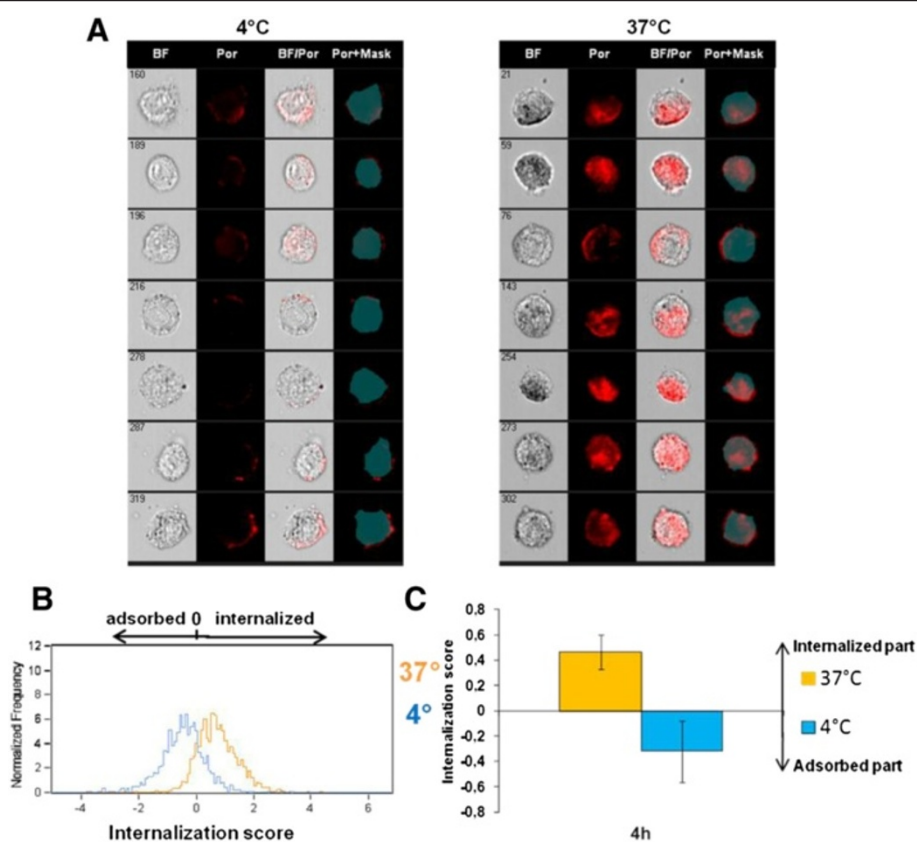 A
4°C
37°C
BF Por BF/Por Por+Mask
BF Por BF/Por Por+Mask
160
189
196
216
278
287
319
21
59
76
143
254
273
302
B
adsorbed 0 internalized
12
10
8
6
4
2
0
Normalized Frequency
-4 -2 0 2 4 6
Internalization score
37°
4°
C
0.8
0.6
0.4
0.2
0
-0.2
-0.4
-0.6
-0.8
Internalization score
4h
Internalized part
37°C
4°C
Adsorbed part